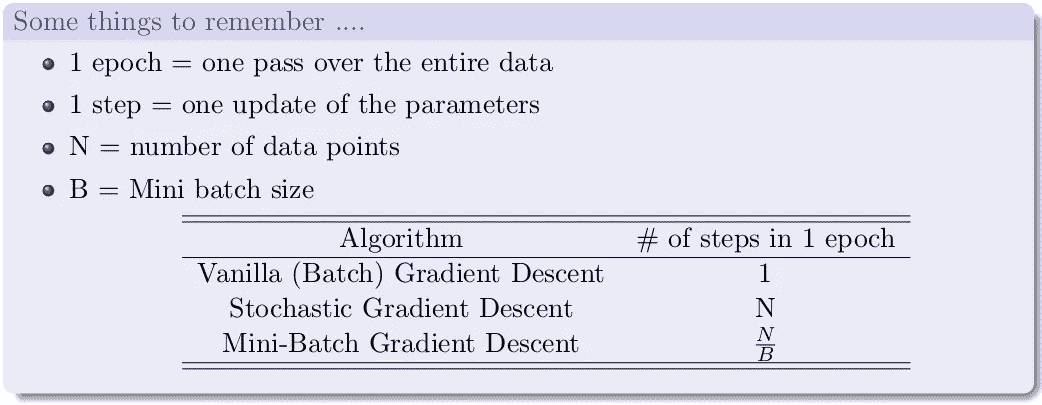 Some things to remember ....
1 epoch = one pass over the entire data
1 step = one update of the parameters
N = number of data points
B = Mini batch size
Algorithm # of steps in 1 epoch
Vanilla (Batch) Gradient Descent 1
Stochastic Gradient Descent N
Mini-Batch Gradient Descent N/B